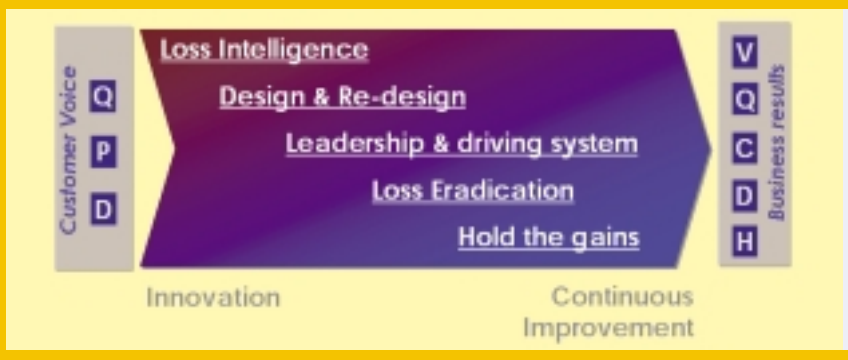 Customer Voice
Q
P
D
Loss Intelligence
Design & Re-design
Leadership & driving system
Loss Eradication
Hold the gains
V
Q
C
D
H
Business results
Innovation
Continuous
Improvement